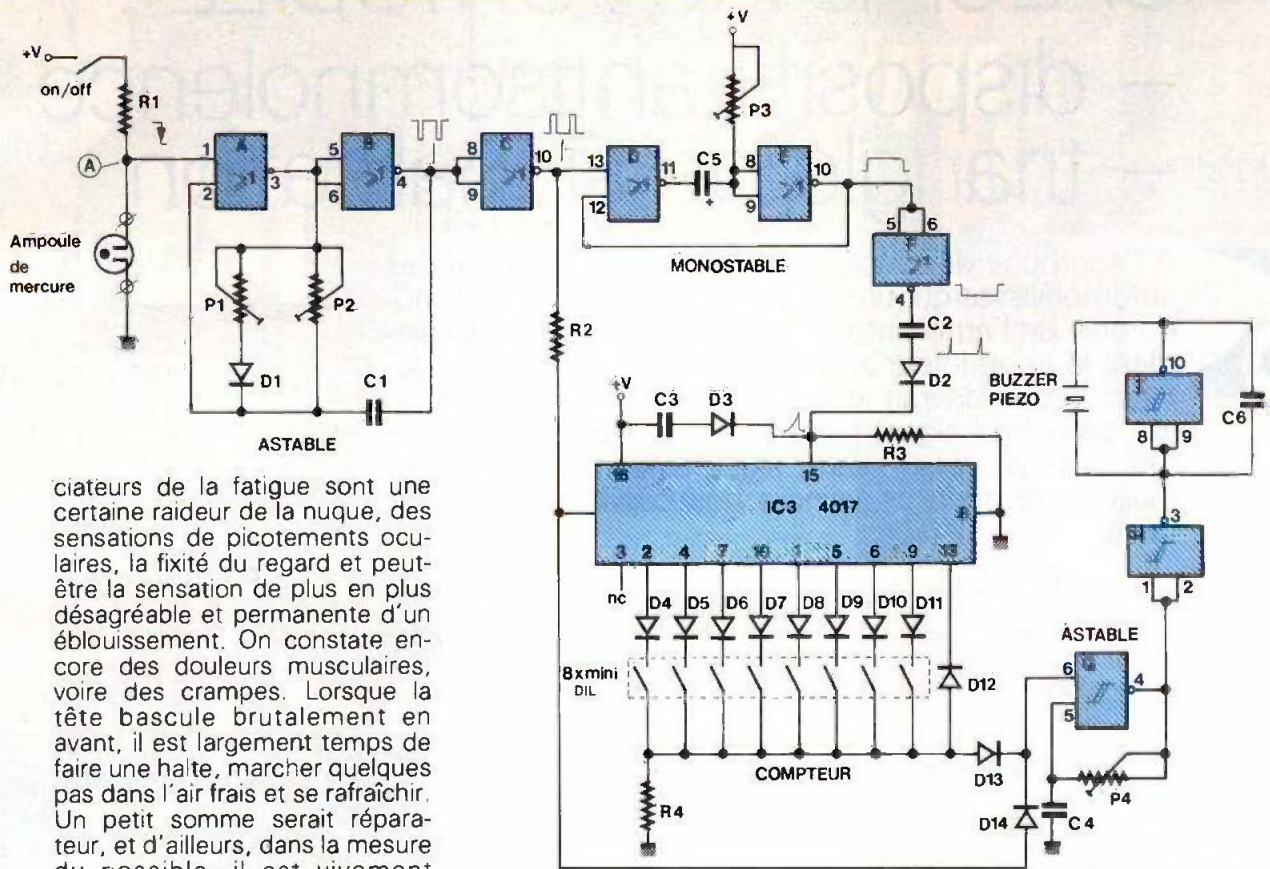 +V
on/off
R1
A
Ampoule
de
mercure
1
2
A
3
5
6
B
4
8
9
C
10
P1
P2
D1
C1
ASTABLE
13
12
D
11
C5
+
+V
P3
8
9
E
10
MONOSTABLE
5
6
4
C2
D2
R2
+V
C3
D3
R3
16
15
IC3 4017
8
3
2
4
7
10
1
5
6
9
13
nc
D4
D5
D6
D7
D8
D9
D10
D11
D12
8xmini
DIL
COMPTEUR
R4
D13
D14
BUZZER
PIEZO
10
8
9
C6
3
1
2
ASTABLE
6
5
G
4
P4
C4
ciateurs de la fatigue sont une
certaine raideur de la nuque, des
sensations de picotements ocu-
laires, la fixité du regard et peut-
être la sensation de plus en plus
désagréable et permanente d'un
éblouissement. On constate en-
core des douleurs musculaires,
voire des crampes. Lorsque la
tête bascule brutalement en
avant, il est largement temps de
faire une halte, marcher quelques
pas dans l'air frais et se rafraîchir.
Un petit somme serait répara-
teur, et d'ailleurs, dans la mesure
du possible, il est vivement